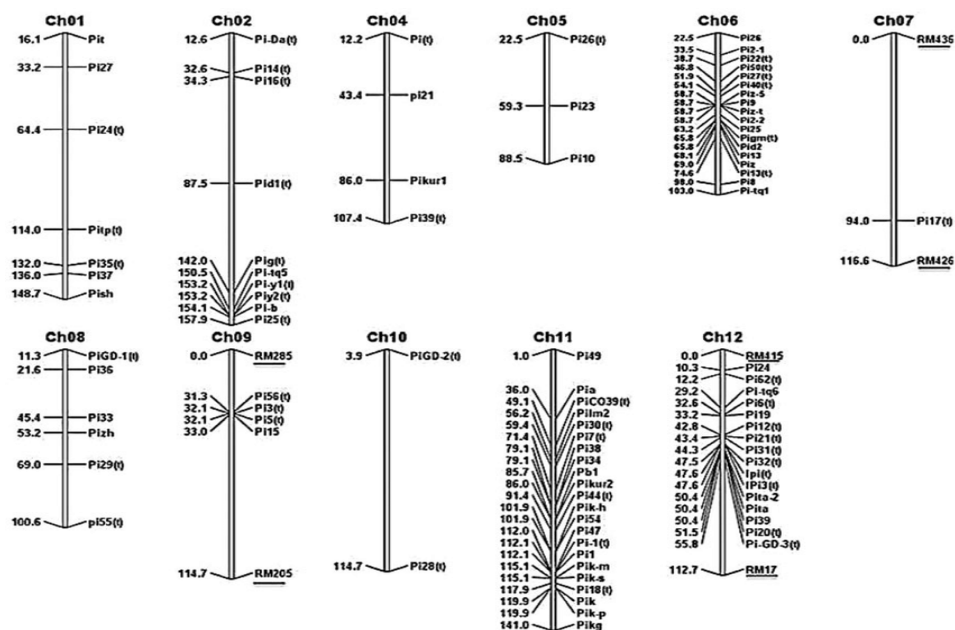 Ch01
16.1 Pit
33.2 Pi27
64.4 Pi24(t)
114.0 Pitp(t)
132.0 Pi35(t)
136.0 Pi37
148.7 Pish
Ch02
12.6 Pi-Da(t)
32.6 Pi14(t)
34.3 Pi16(t)
87.5 Pid1(t)
142.0 Pig(t)
150.5 Pi-tq5
153.2 Pi-y1(t)
153.2 Piy2(t)
154.1 Pi-b
157.9 Pi25(t)
Ch04
12.2 Pi(t)
43.4 pi21
86.0 Pikur1
107.4 Pi39(t)
Ch05
22.5 Pi26(t)
59.3 Pi23
88.5 Pi10
Ch06
22.5 Pi26
33.5 Pi2-1
38.7 Pi22(t)
46.8 Pi50(t)
51.9 Pi27(t)
54.1 Pi40(t)
58.7 Piz-5
58.7 Pi9
58.7 Piz-t
58.7 Pi2-2
63.2 Pi25
65.8 Pigm(t)
65.8 Pid2
68.1 Pi13
69.0 Piz
74.6 Pi13(t)
98.0 Pi8
103.0 Pi-tq1
Ch07
0.0 RM436
94.0 Pi17(t)
116.6 RM426
Ch08
11.3 PiGD-1(t)
21.6 Pi36
45.4 Pi33
53.2 Pizh
69.0 Pi29(t)
100.6 pi55(t)
Ch09
0.0 RM285
31.3 Pi56(t)
32.1 Pi3(t)
32.1 Pi5(t)
33.0 Pi15
114.7 RM205
Ch10
3.9 PiGD-2(t)
114.7 Pi28(t)
Ch11
1.0 Pi49
36.0 Pia
49.1 PiCO39(t)
56.2 Pilm2
59.4 Pi30(t)
71.4 Pi7(t)
79.1 Pi38
79.1 Pi34
85.7 Pb1
86.0 Pikur2
91.4 Pi44(t)
101.9 Pik-h
101.9 Pi54
112.0 Pi47
112.1 Pi-1(t)
112.1 Pi1
115.1 Pik-m
115.1 Pik-s
117.9 Pi18(t)
119.9 Pik
119.9 Pik-p
141.0 Pikg
Ch12
0.0 RM415
10.3 Pi24
12.2 Pi62(t)
29.2 Pi-tq6
32.6 Pi6(t)
33.2 Pi19
42.8 Pi12(t)
43.4 Pi21(t)
44.3 Pi31(t)
47.5 Pi32(t)
47.6 Ipi(t)
47.6 IPi3(t)
50.4 Pita-2
50.4 Pita
50.4 Pi39
51.5 Pi20(t)
55.8 Pi-GD-3(t)
112.7 RM17